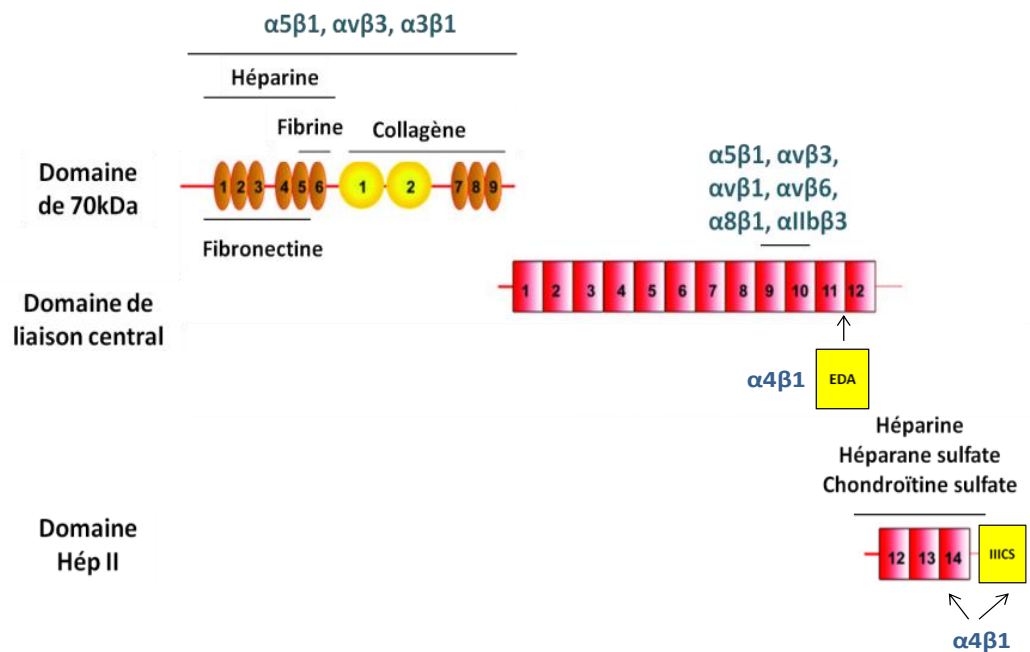 α5β1, αvβ3, α3β1
Héparine
Fibrine Collagène
Domaine
de 70kDa
1 2 3 4 5 6 1 2 7 8 9
Fibronectine
α5β1, αvβ3,
αvβ1, αvβ6,
α8β1, αIIbβ3
Domaine de
liaison central
1 2 3 4 5 6 7 8 9 10 11 12
α4β1 EDA
Héparine
Héparane sulfate
Chondroïtine sulfate
Domaine
Hép II
12 13 14 IIICS
α4β1